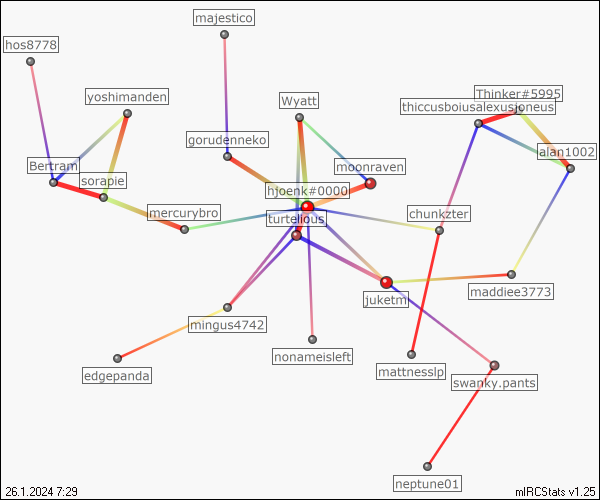 majestico
hos8778
Thinker#5995
yoshimanden
Wyatt
thiccusboiusalexusjoneus
gorudenneko
alan1002
Bertram
moonraven
sorapie
hjoenk#0000
mercurybro
turtelious
chunkzter
maddiee3773
juketm
mingus4742
nonameisleft
mattnesslp
edgepanda
swanky.pants
neptune01
26.1.2024 7:29
mIRCStats v1.25